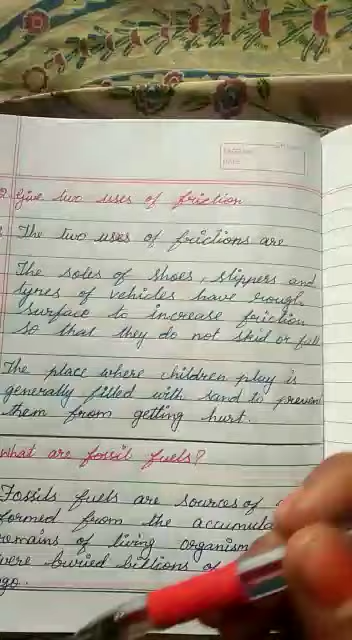 2. Give two uses of friction
The two uses of frictions are
The soles of shoes, slippers and
tyres of vehicles have rough
surface to increase friction
so that they do not skid or fall
The place where children play is
generally filled with sand to prevent
them from getting hurt.
What are fossil fuels?
Fossils fuels are sources of
formed from the accumula
remains of living organism
were buried billions of
go.